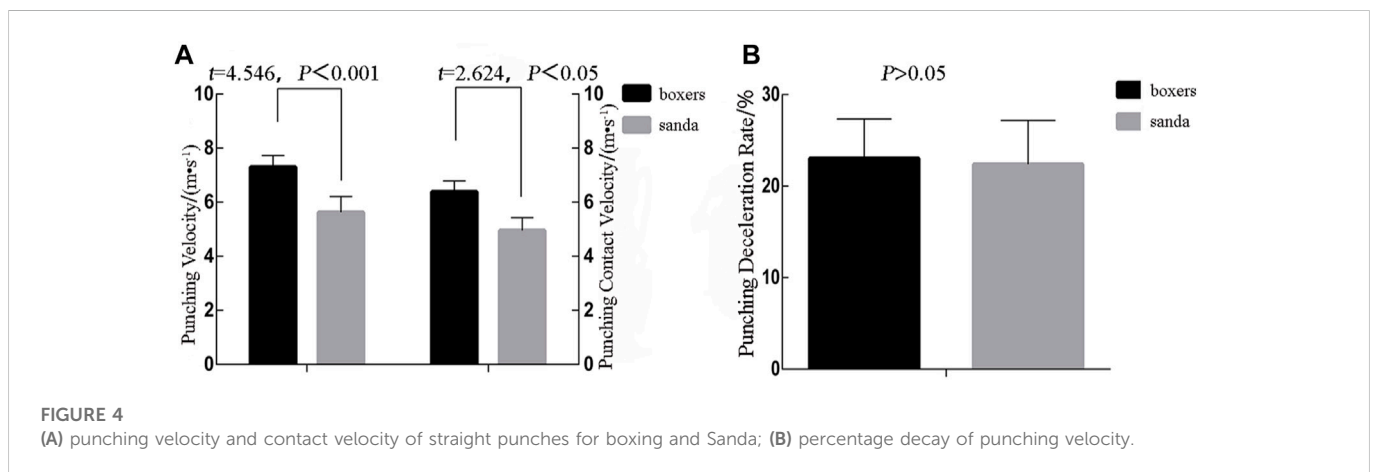 A
t=4.546, P<0.001
t=2.624, P<0.05
boxers
sanda
10
8
6
4
2
0
Punching Velocity/(m•s⁻¹)
10
8
6
4
2
0
Punching Contact Velocity/(m•s⁻¹)
B
P>0.05
boxers
sanda
30
20
10
0
Punching Deceleration Rate/%
FIGURE 4
(A) punching velocity and contact velocity of straight punches for boxing and Sanda; (B) percentage decay of punching velocity.